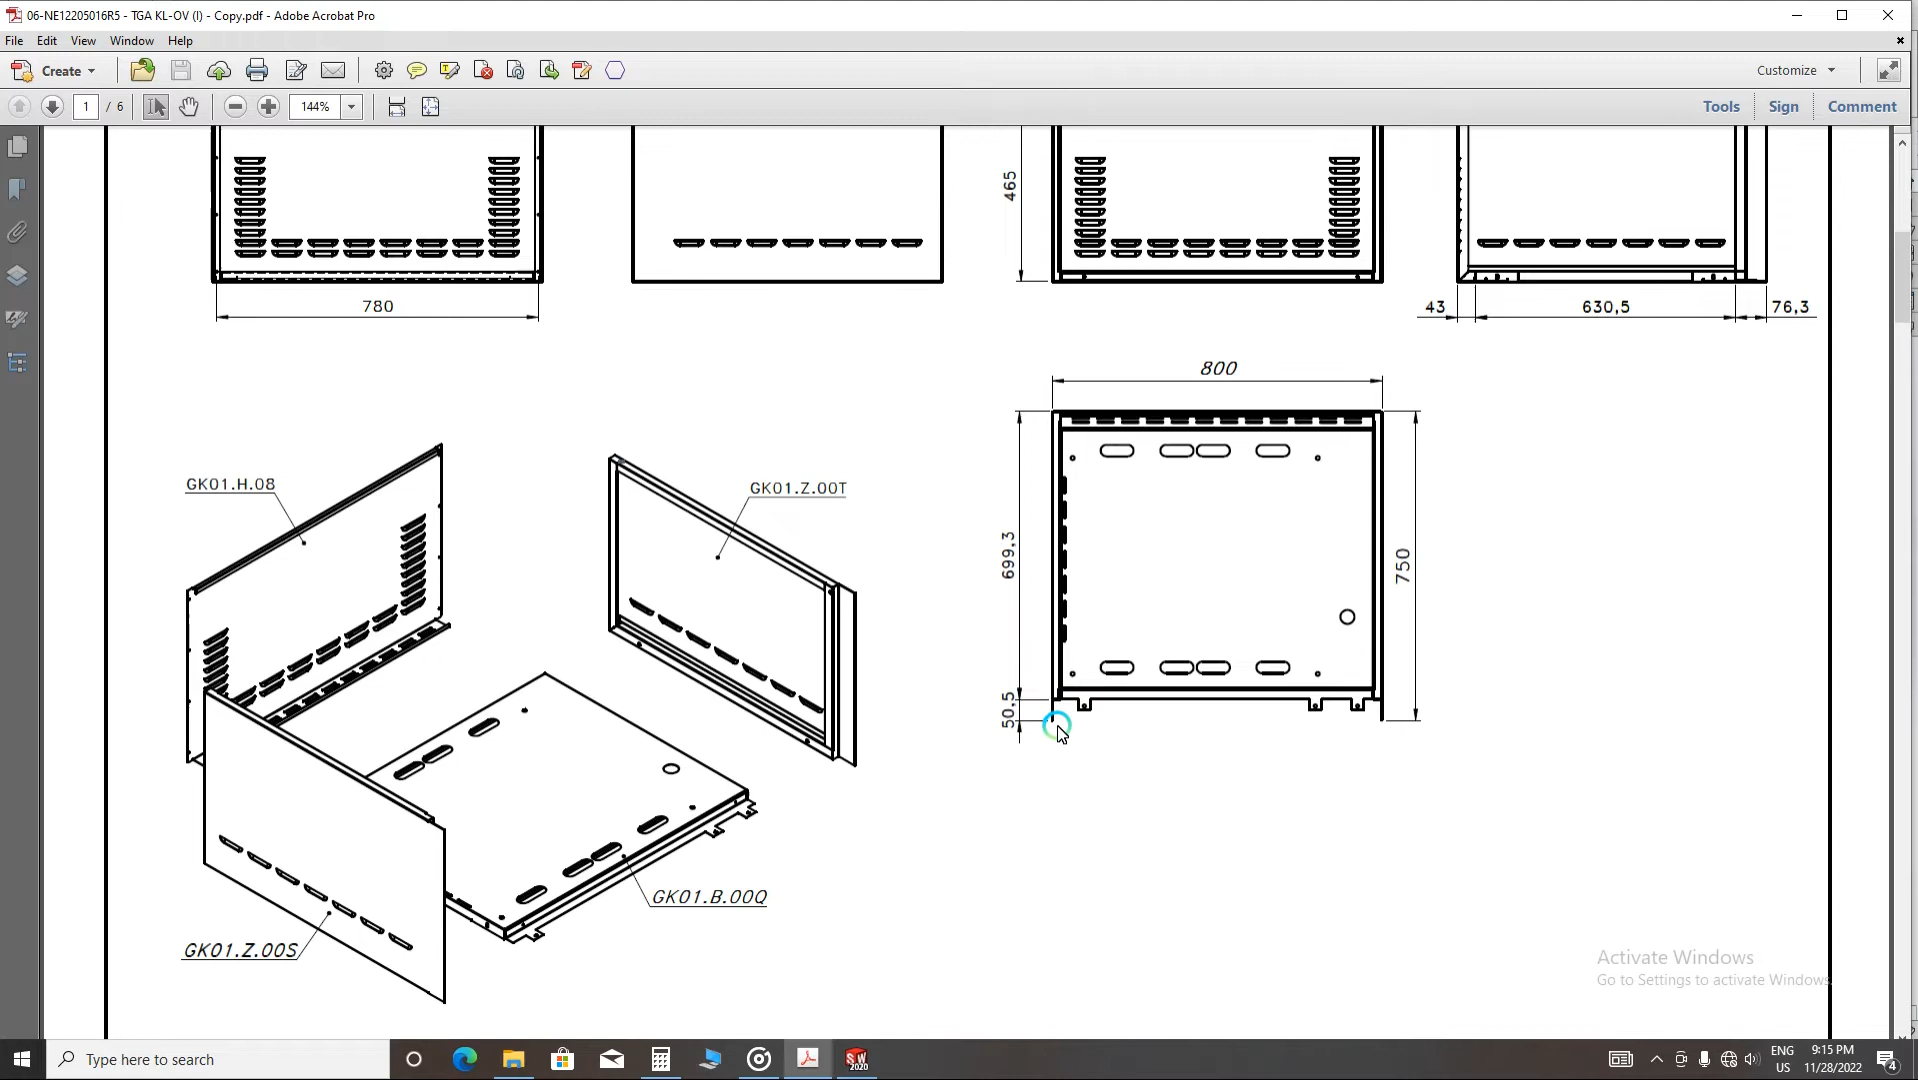 06-NE12205016R5 - TGA KL-OV (I) - Copy.pdf - Adobe Acrobat Pro
File Edit View Window Help
Create Customize
1 / 6 144% Tools Sign Comment
465
780 43 630,5 76,3
800
GK01.H.08 GK01.Z.00T
699,3 750
50,5
GK01.B.00Q
GK01.Z.00S
Activate Windows
Go to Settings to activate Windows.
Type here to search
SW 2020
ENG
US
9:15 PM
11/28/2022
4